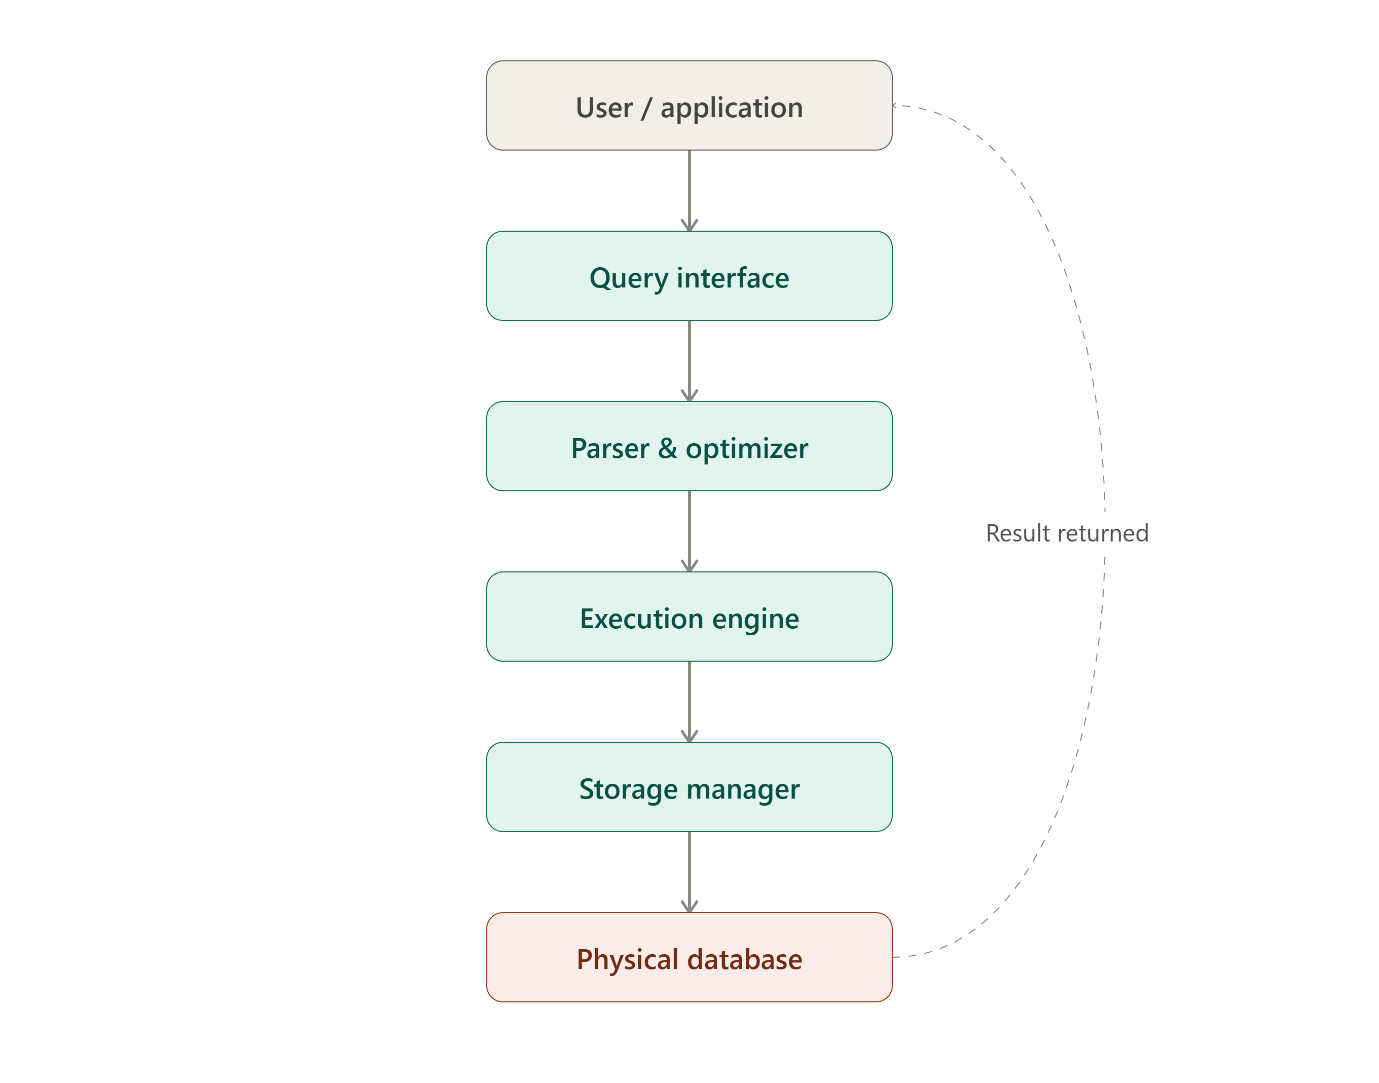 User / application
Query interface
Parser & optimizer
Execution engine
Result returned
Storage manager
Physical database